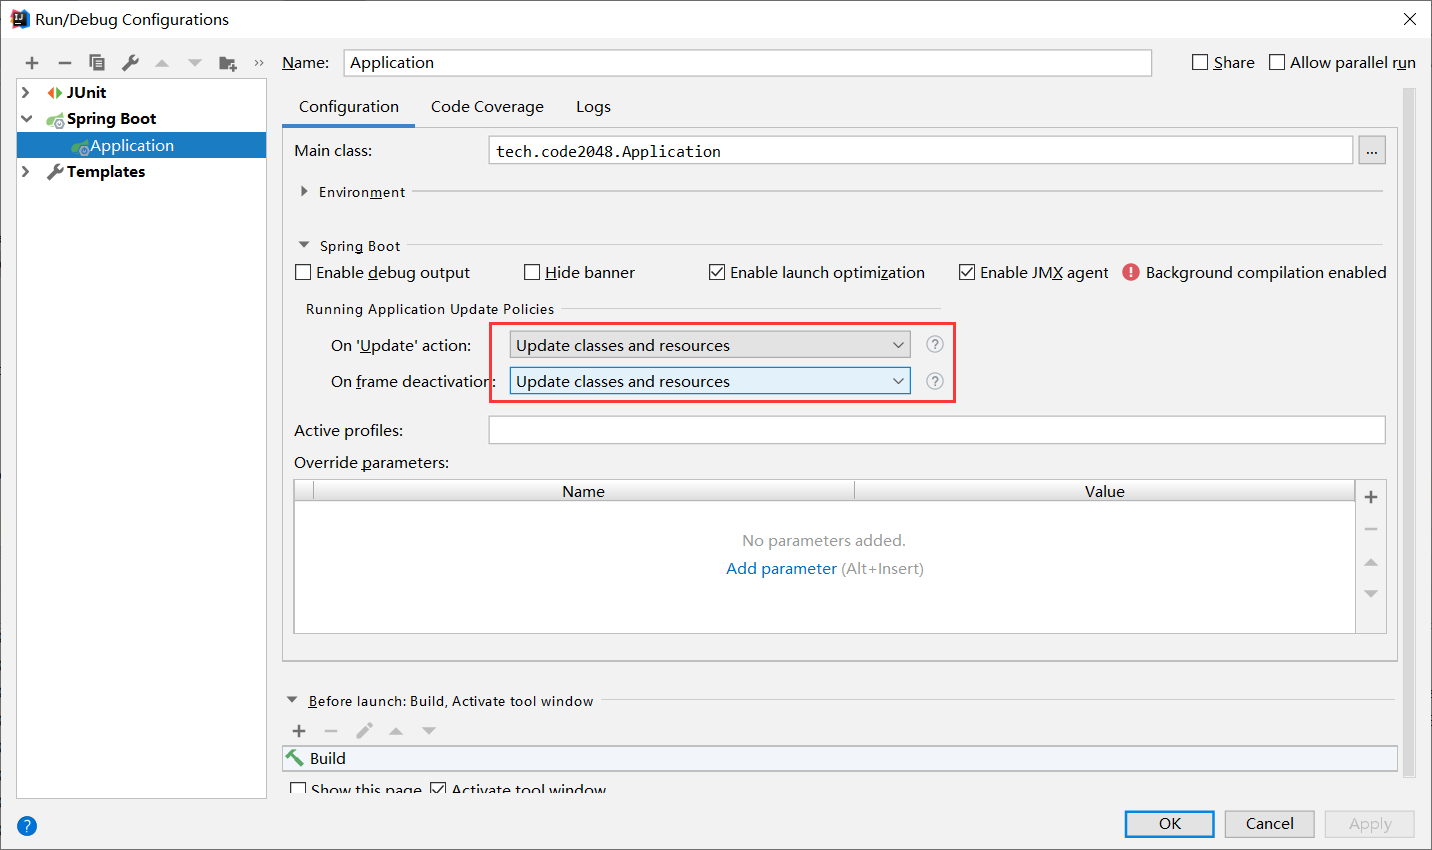 Run/Debug Configurations
Name: Application
Share
Allow parallel run
JUnit
Spring Boot
Application
Templates
Configuration
Code Coverage
Logs
Main class: tech.code2048.Application
...
Environment
Spring Boot
Enable debug output
Hide banner
Enable launch optimization
Enable JMX agent
Background compilation enabled
Running Application Update Policies
On 'Update' action: Update classes and resources ?
On frame deactivation: Update classes and resources ?
Active profiles:
Override parameters:
Name
Value
No parameters added.
Add parameter (Alt+Insert)
Before launch: Build, Activate tool window
Build
Show this page
Activate tool window
?
OK
Cancel
Apply